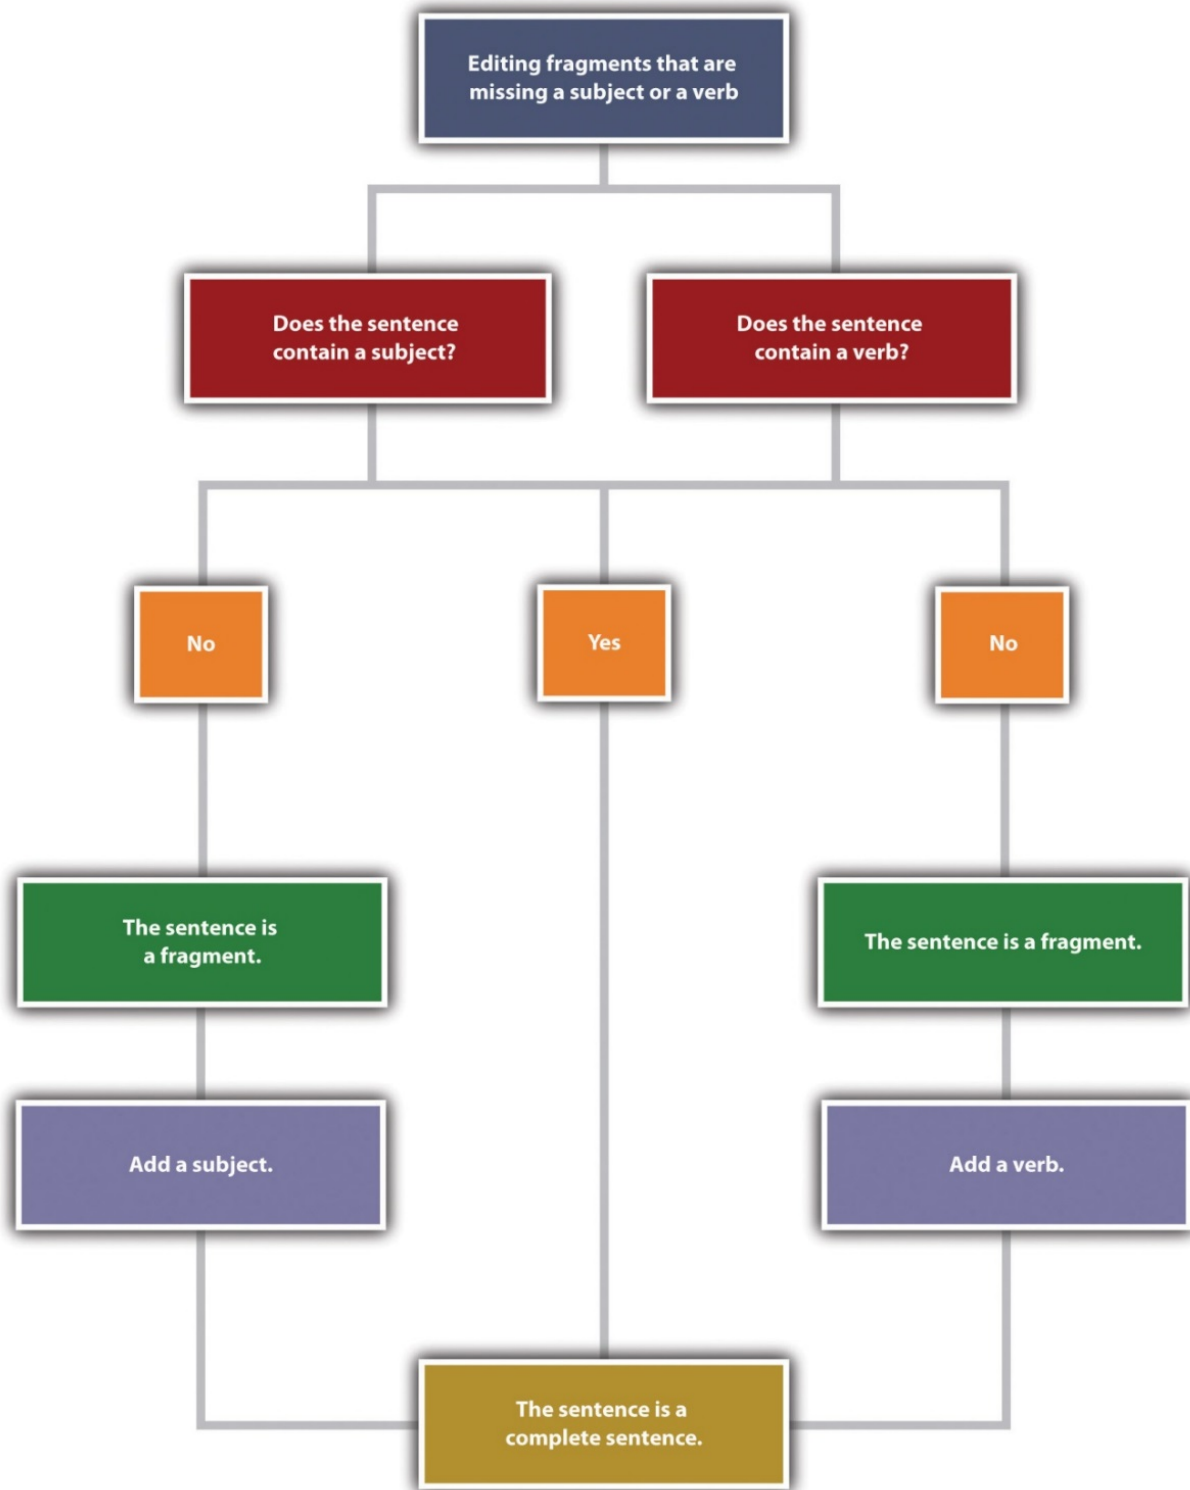 Editing fragments that are
missing a subject or a verb
Does the sentence
contain a subject?
Does the sentence
contain a verb?
No
Yes
No
The sentence is
a fragment.
The sentence is a fragment.
Add a subject.
Add a verb.
The sentence is a
complete sentence.